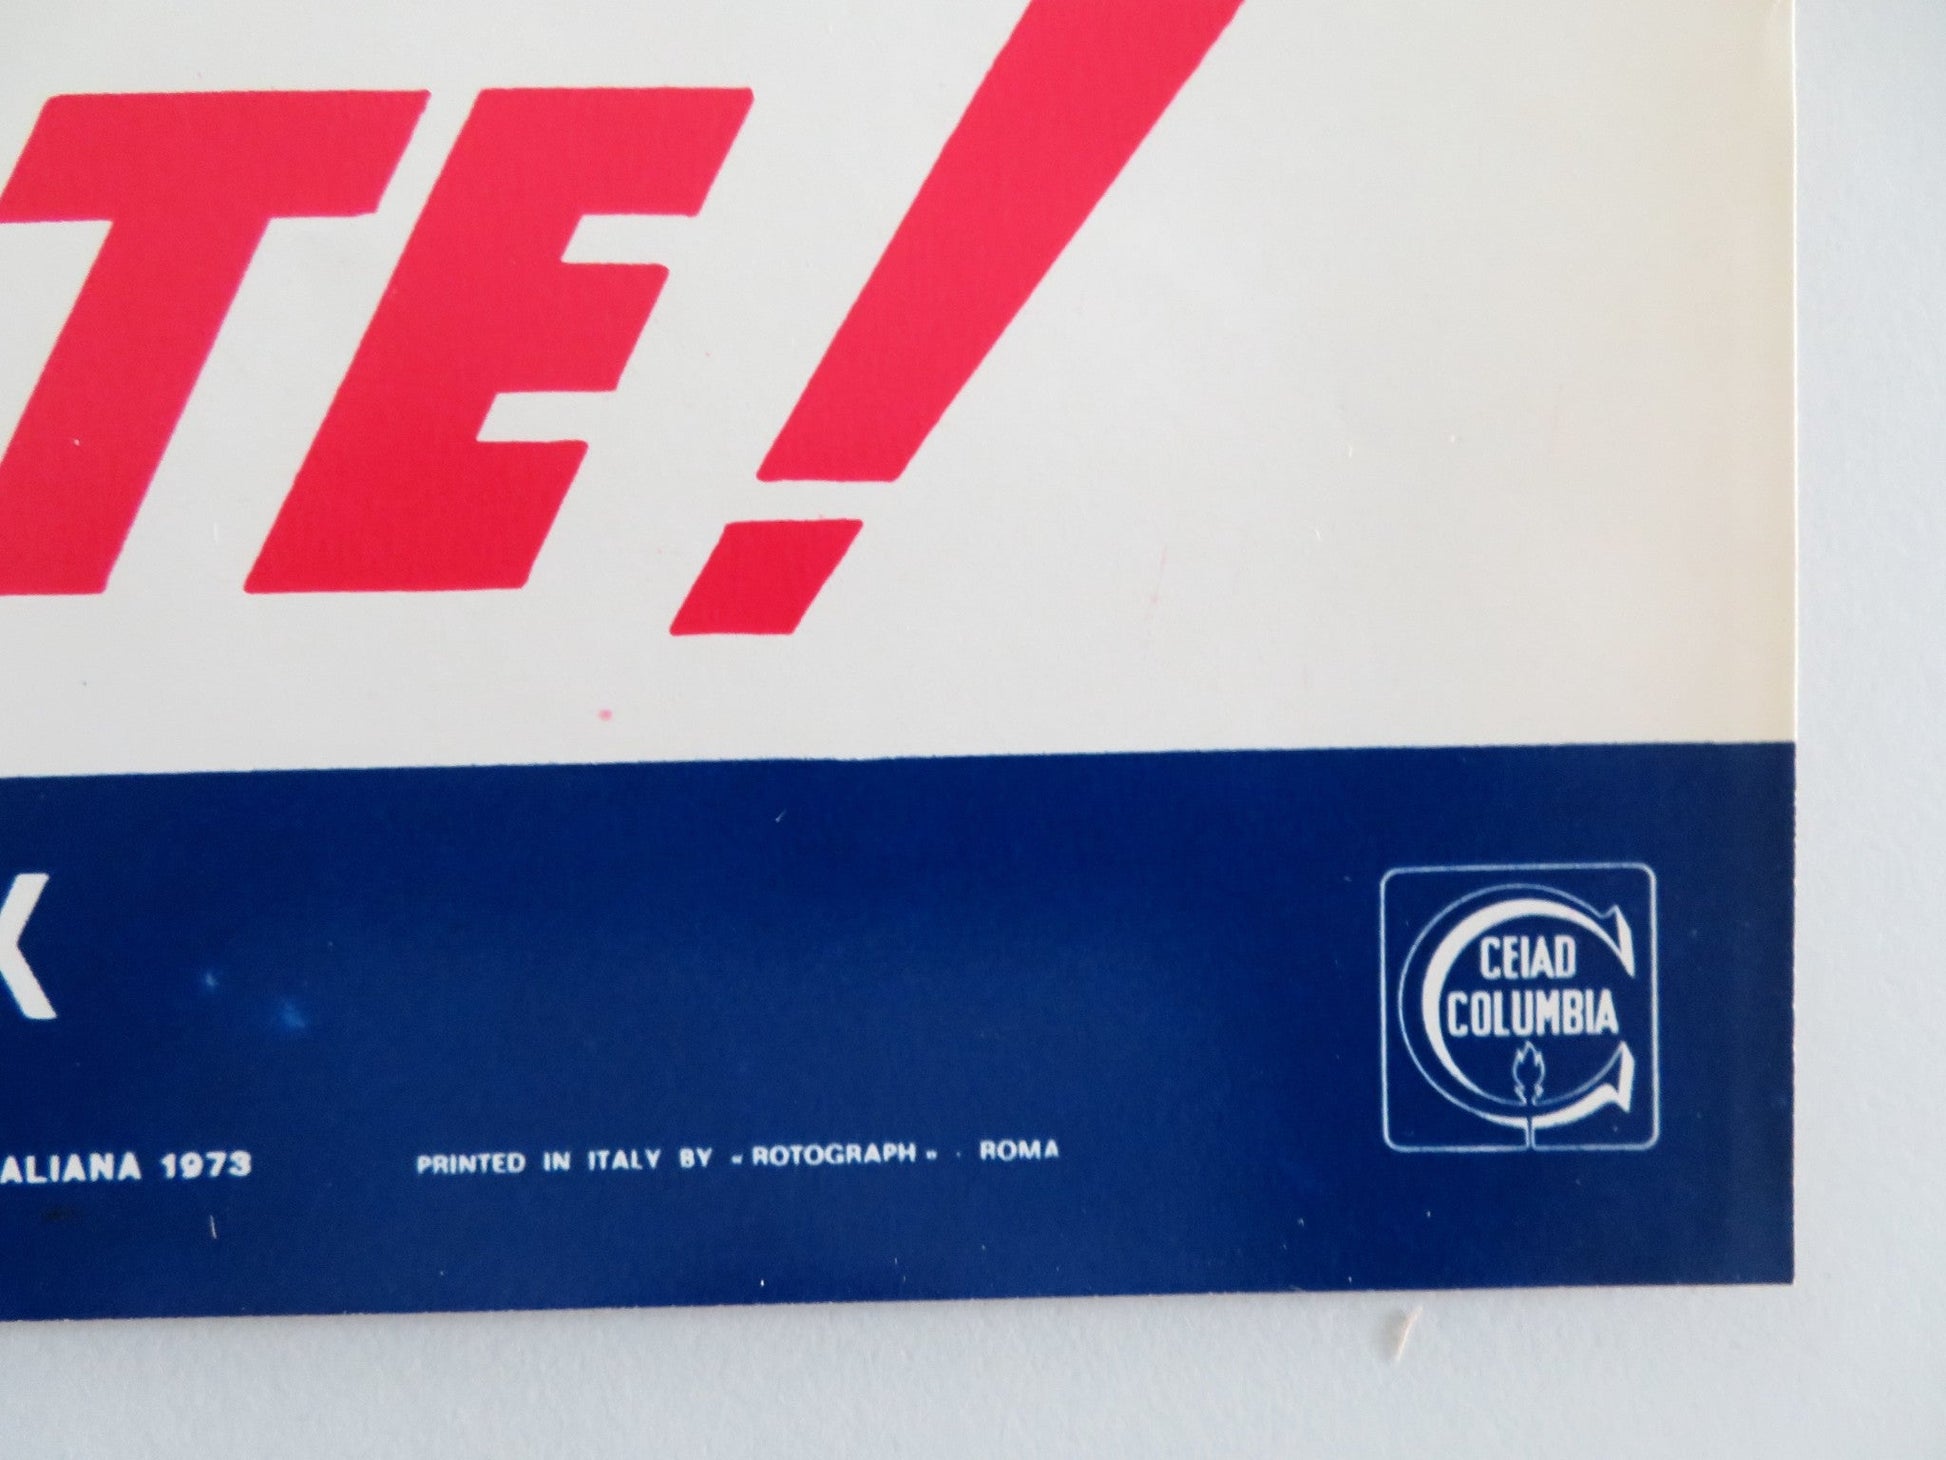 TE!
K
ALIANA 1973
PRINTED IN ITALY BY « ROTOGRAPH » · ROMA
CEIAD
COLUMBIA